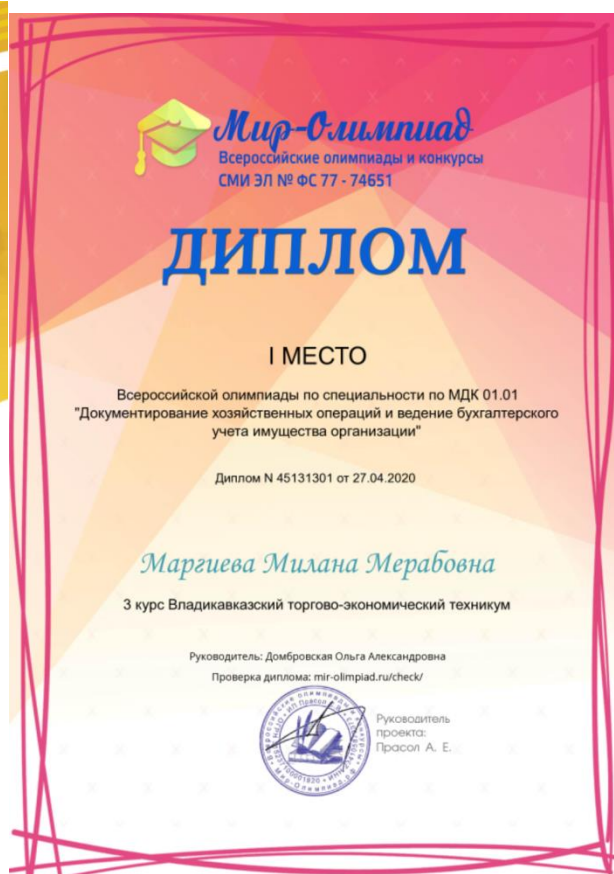 Мир-Олимпиад
Всероссийские олимпиады и конкурсы
СМИ ЭЛ № ФС 77 - 74651
ДИПЛОМ
I МЕСТО
Всероссийской олимпиады по специальности по МДК 01.01
"Документирование хозяйственных операций и ведение бухгалтерского
учета имущества организации"
Диплом N 45131301 от 27.04.2020
Маргиева Милана Мерабовна
3 курс Владикавказский торгово-экономический техникум
Руководитель: Домбровская Ольга Александровна
Проверка диплома: mir-olimpiad.ru/check/
Руководитель
проекта:
Прасол А. Е.